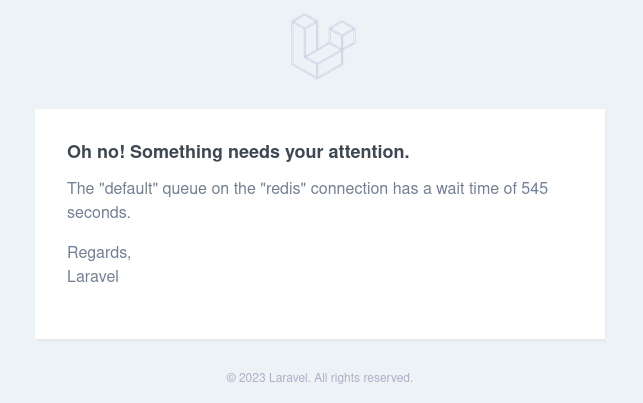 Oh no! Something needs your attention.
The "default" queue on the "redis" connection has a wait time of 545
seconds.
Regards,
Laravel
© 2023 Laravel. All rights reserved.